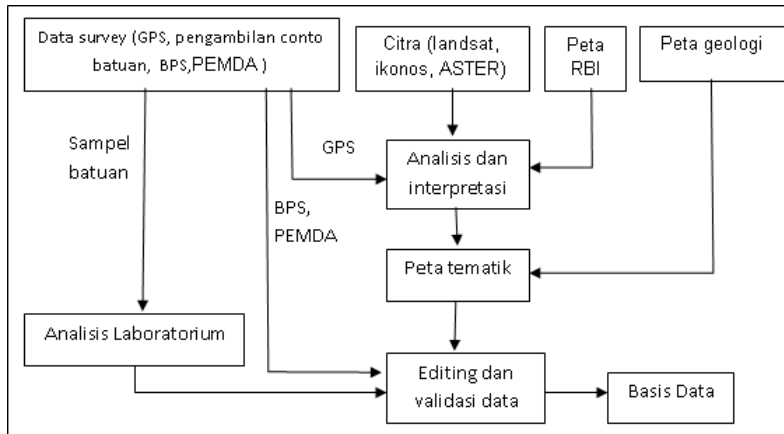 Data survey (GPS, pengambilan conto
batuan, BPS,PEMDA )
Citra (landsat,
ikonos, ASTER)
Peta
RBI
Peta geologi
Sampel
batuan
GPS
Analisis dan
interpretasi
BPS,
PEMDA
Peta tematik
Analisis Laboratorium
Editing dan
validasi data
Basis Data